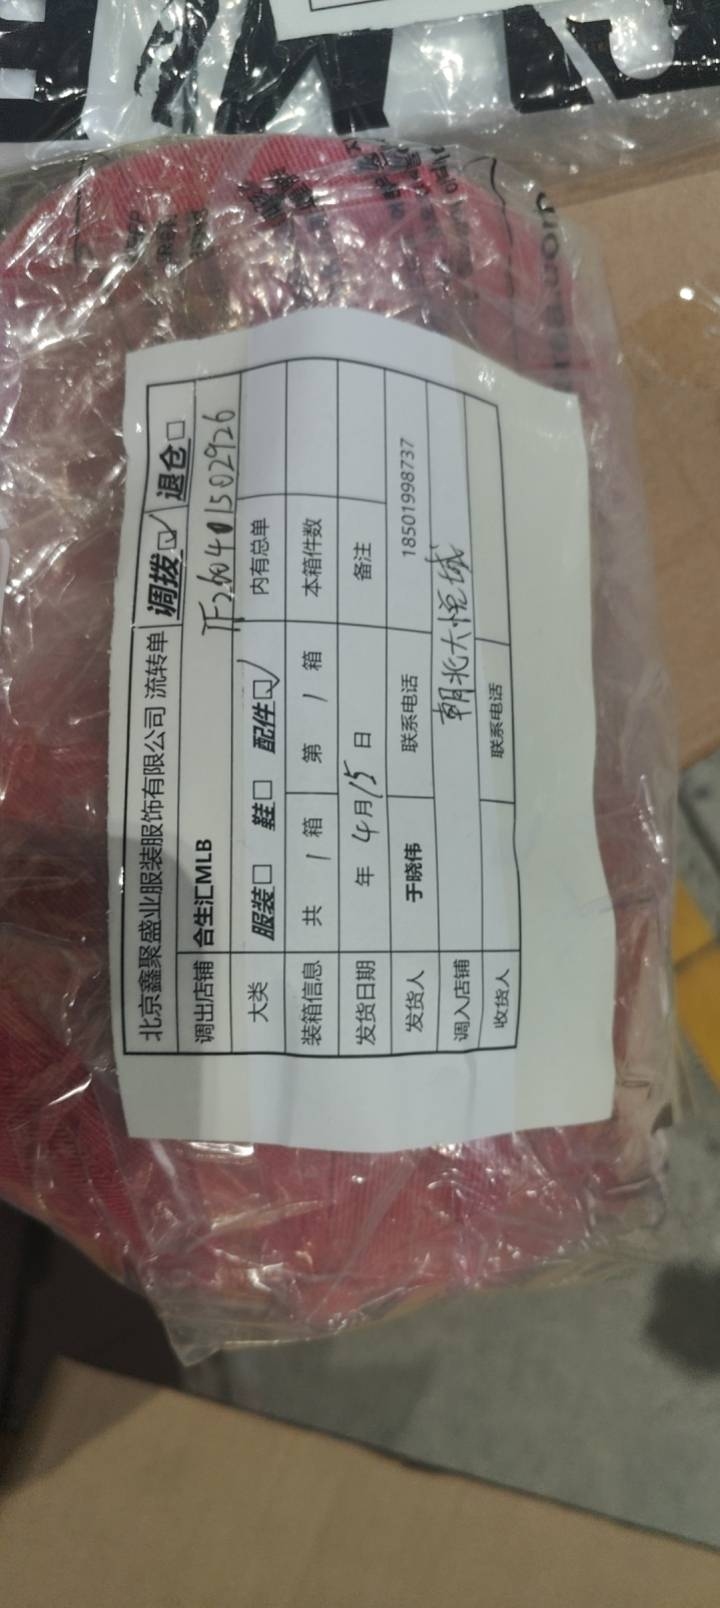 北京鑫聚盛业服装服饰有限公司 流转单 调拨☑ 退仓□
调出店铺 合生汇MLB TF260401502926
大类 服装□ 鞋□ 配件☑ 内有总单
装箱信息 共 1 箱 第 1 箱 本箱件数
发货日期 年 4月15日 备注
发货人 于晓伟 联系电话 18501998737
调入店铺 朝北大悦城
收货人 联系电话